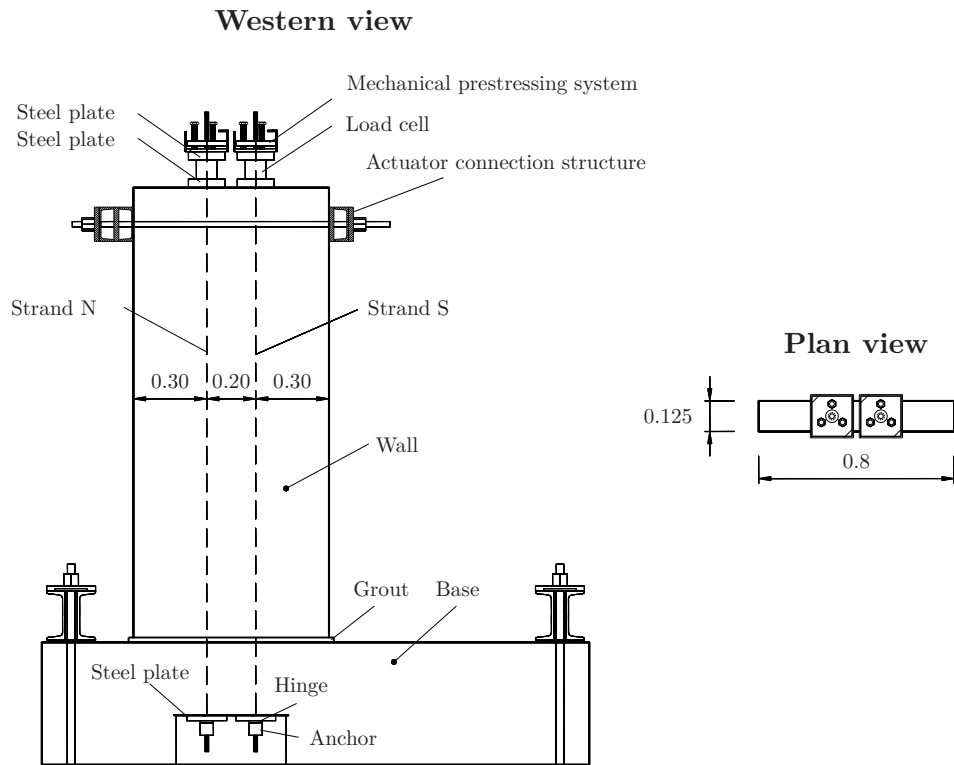 Western view
Mechanical prestressing system
Steel plate
Load cell
Steel plate
Actuator connection structure
Strand N
Strand S
Plan view
0.30
0.20
0.30
0.125
Wall
0.8
Grout
Base
Steel plate
Hinge
Anchor